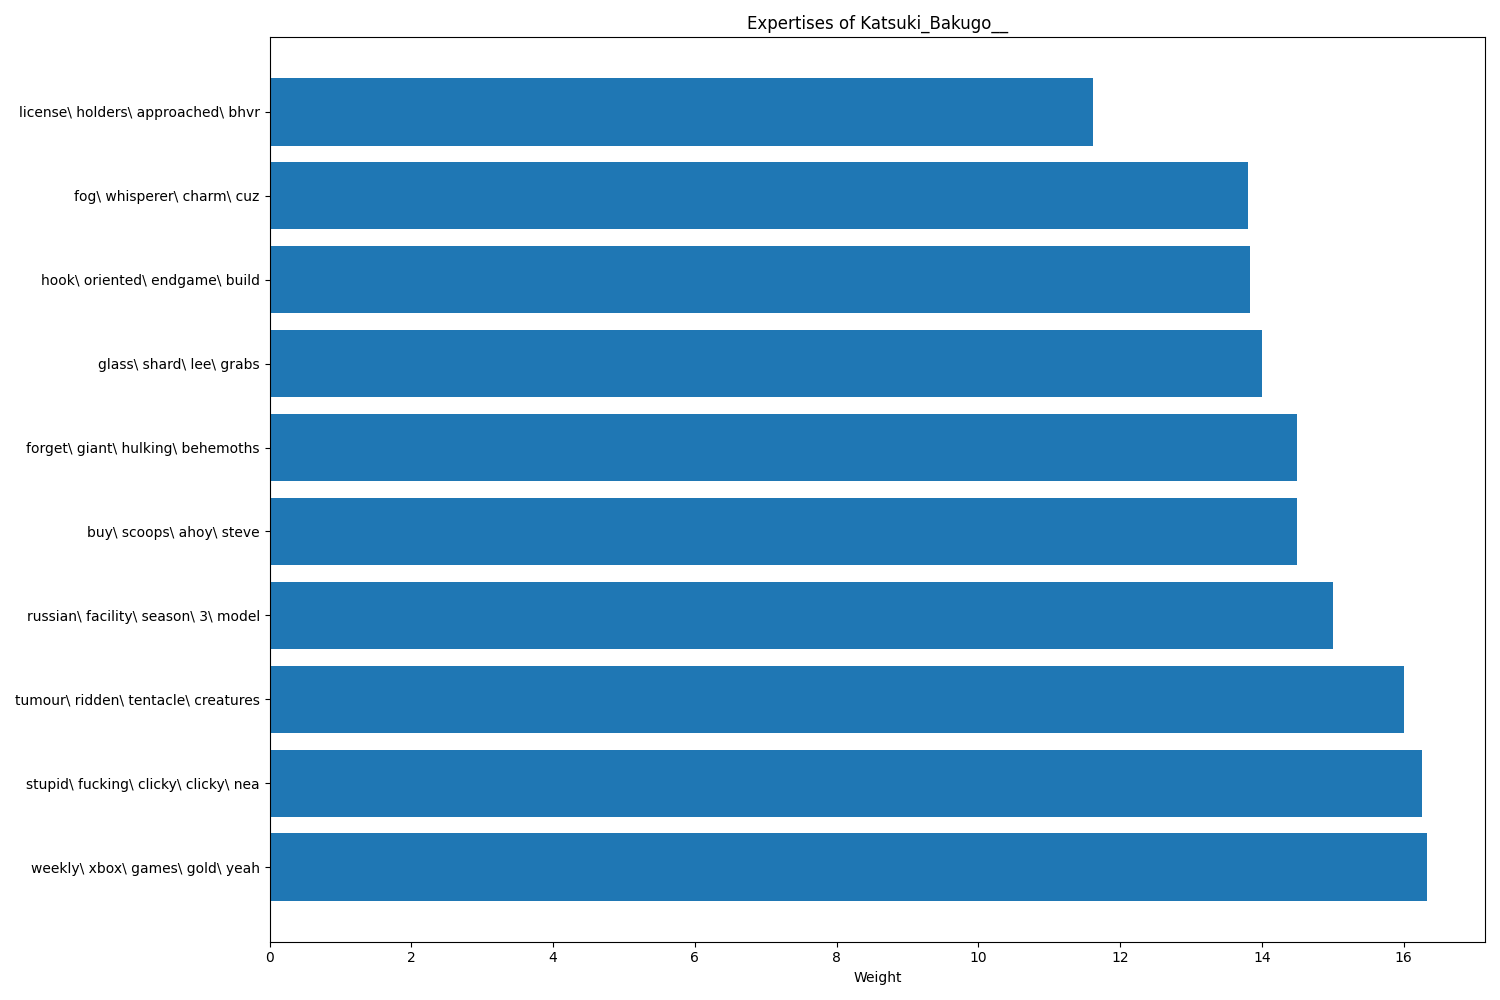 Expertises of Katsuki_Bakugo__
license\ holders\ approached\ bhvr
fog\ whisperer\ charm\ cuz
hook\ oriented\ endgame\ build
glass\ shard\ lee\ grabs
forget\ giant\ hulking\ behemoths
buy\ scoops\ ahoy\ steve
russian\ facility\ season\ 3\ model
tumour\ ridden\ tentacle\ creatures
stupid\ fucking\ clicky\ clicky\ nea
weekly\ xbox\ games\ gold\ yeah
0 2 4 6 8 10 12 14 16
Weight